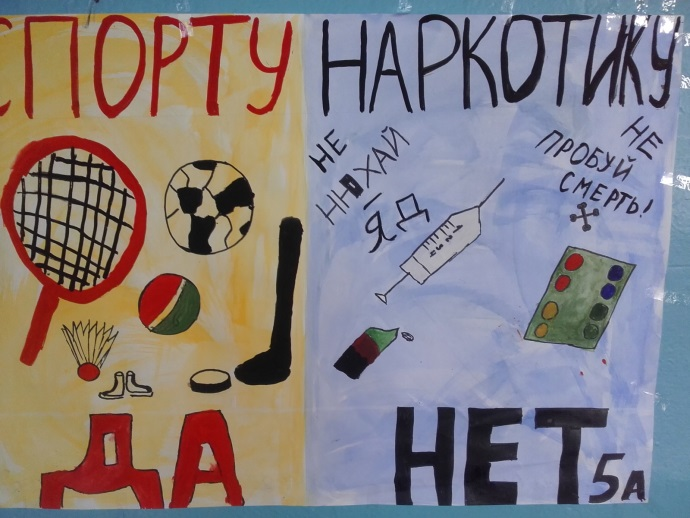 СПОРТУ
ДА
НАРКОТИКУ
НЕ
НЮХАЙ –
ЯД
НЕ
ПРОБУЙ
СМЕРТЬ!
НЕТ
5А